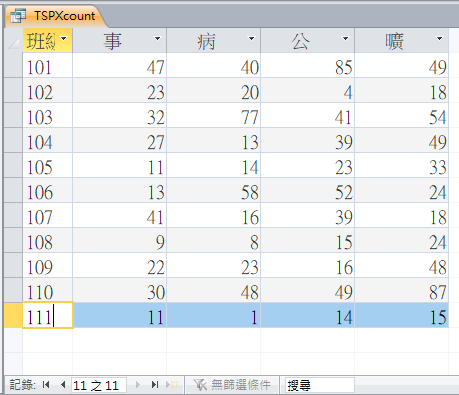 TSPXcount
班級 事 病 公 曠
101 47 40 85 49
102 23 20 4 18
103 32 77 41 54
104 27 13 39 49
105 11 14 23 33
106 13 58 52 24
107 41 16 39 18
108 9 8 15 24
109 22 23 16 48
110 30 48 49 87
111 11 1 14 15
記錄: 11 之 11 無篩選條件 搜尋